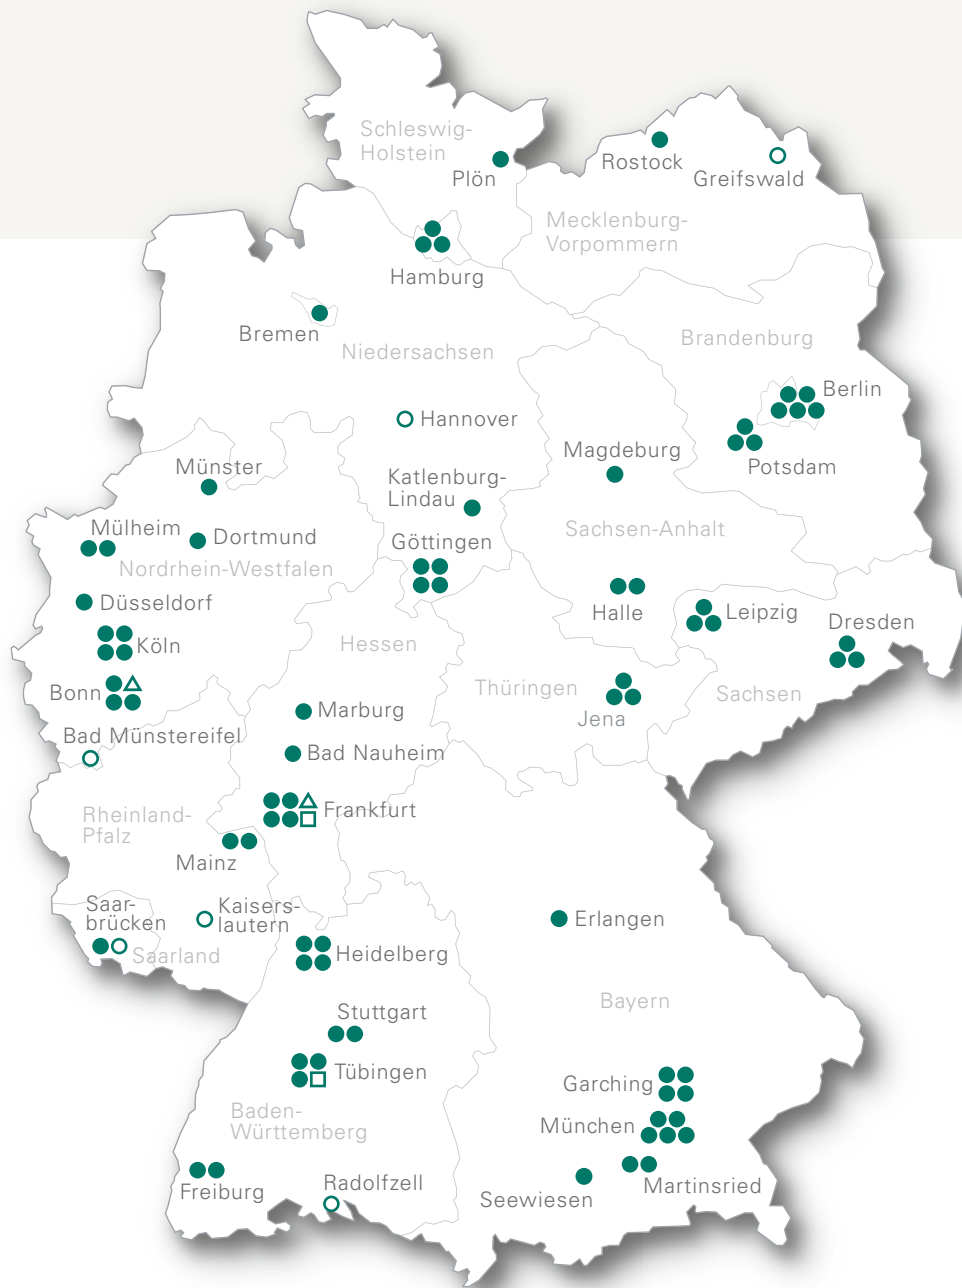 Schleswig-
Holstein
Plön
Rostock
Greifswald
Mecklenburg-
Vorpommern
Hamburg
Bremen
Niedersachsen
Brandenburg
Berlin
Hannover
Potsdam
Magdeburg
Münster
Katlenburg-
Lindau
Mülheim
Dortmund
Göttingen
Sachsen-Anhalt
Nordrhein-Westfalen
Düsseldorf
Halle
Leipzig
Dresden
Köln
Hessen
Bonn
Thüringen
Jena
Sachsen
Marburg
Bad Münstereifel
Bad Nauheim
Rheinland-
Pfalz
Frankfurt
Mainz
Saar-
brücken
Kaisers-
lautern
Saarland
Erlangen
Heidelberg
Bayern
Stuttgart
Tübingen
Garching
Baden-
Württemberg
München
Freiburg
Radolfzell
Seewiesen
Martinsried